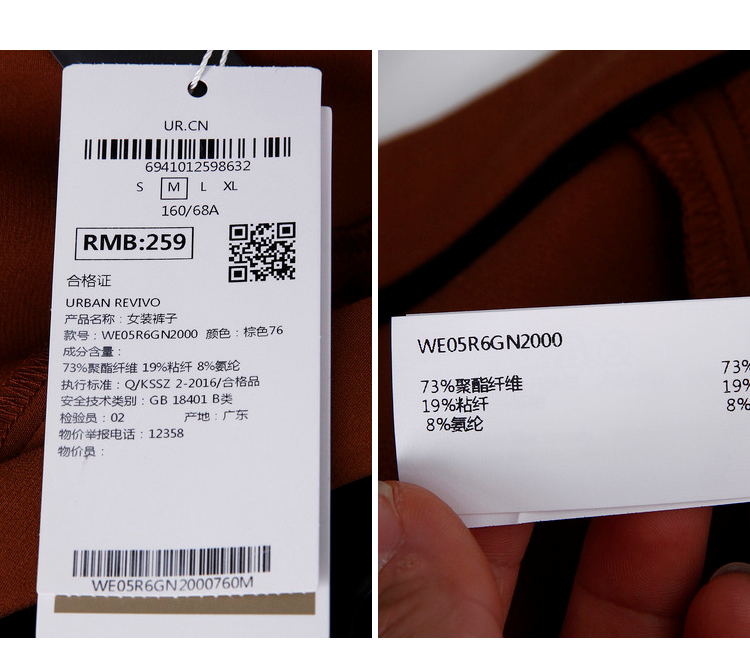 UR.CN
6941012598632
S M L XL
160/68A
RMB:259
合格证
URBAN REVIVO
产品名称：女装裤子
款号：WE05R6GN2000 颜色：棕色76
成分含量：
73%聚酯纤维 19%粘纤 8%氨纶
执行标准：Q/KSSZ 2-2016/合格品
安全技术类别：GB 18401 B类
检验员：02 产地：广东
物价举报电话：12358
物价员：
WE05R6GN2000760M
WE05R6GN2000
73%聚酯纤维 73%
19%粘纤 19%
8%氨纶 8%